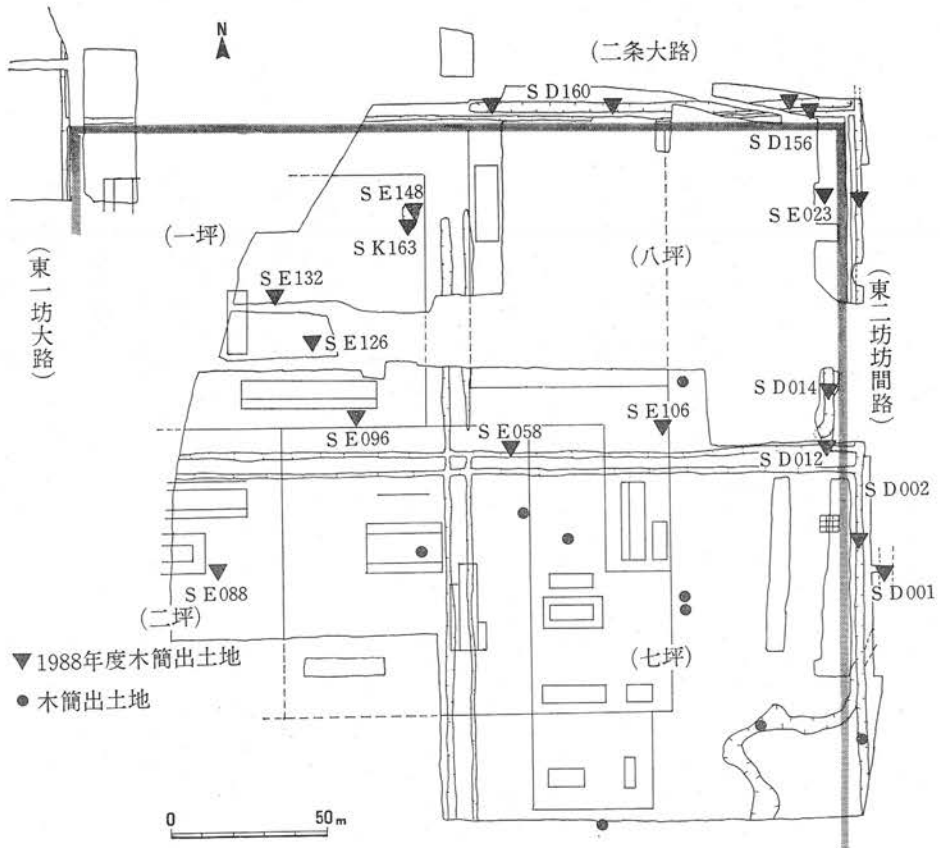 N
(二条大路)
SD160
SD156
SE148
SE023
SK163
(一坪)
(八坪)
(東一坊大路)
SE132
(東二坊坊間路)
SE126
SD014
SE106
SE096
SE058
SD012
SD002
SE088
SD001
(二坪)
▼1988年度木簡出土地
(七坪)
●木簡出土地
0 50m